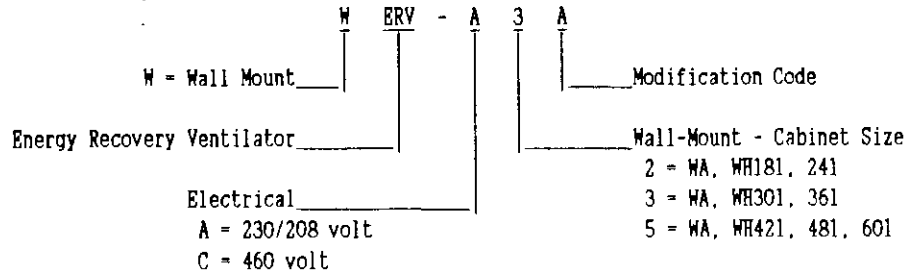 W ERV - A 3 A
W = Wall Mount
Modification Code
Energy Recovery Ventilator
Wall-Mount - Cabinet Size
2 = WA, WH181, 241
3 = WA, WH301, 361
5 = WA, WH421, 481, 601
Electrical
A = 230/208 volt
C = 460 volt